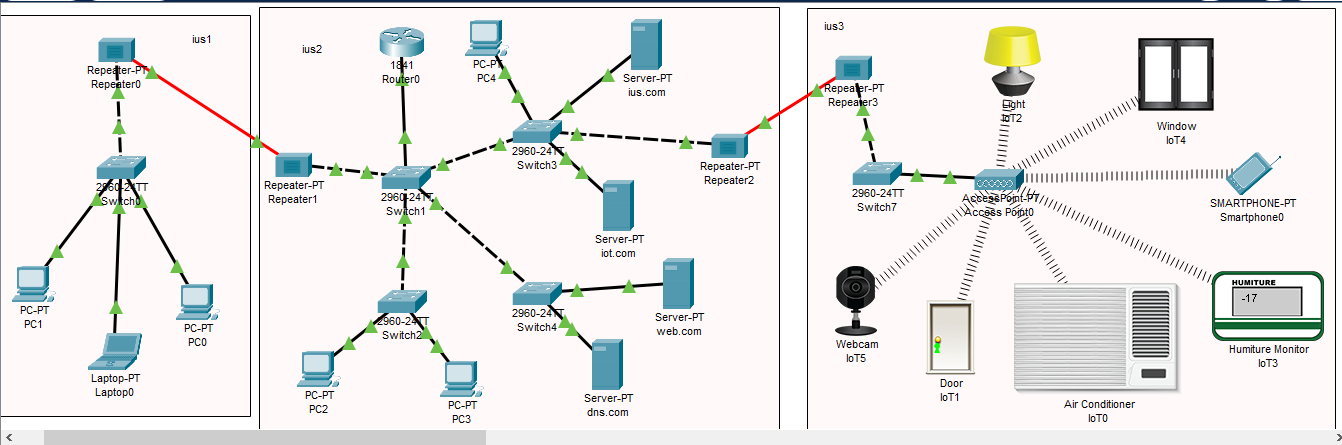 ius1
Repeater-PT
Repeater0
2960-24TT
Switch0
PC-PT
PC1
PC-PT
PC0
Laptop-PT
Laptop0
ius2
1841
Router0
PC-PT
PC4
Server-PT
ius.com
2960-24TT
Switch3
Repeater-PT
Repeater1
2960-24TT
Switch1
Repeater-PT
Repeater2
Server-PT
iot.com
2960-24TT
Switch2
2960-24TT
Switch4
Server-PT
web.com
PC-PT
PC2
PC-PT
PC3
Server-PT
dns.com
ius3
Repeater-PT
Repeater3
Light
IoT2
Window
IoT4
2960-24TT
Switch7
AccessPoint-PT
Access Point0
SMARTPHONE-PT
Smartphone0
Webcam
IoT5
Door
IoT1
Air Conditioner
IoT0
HUMITURE
-17
Humiture Monitor
IoT3